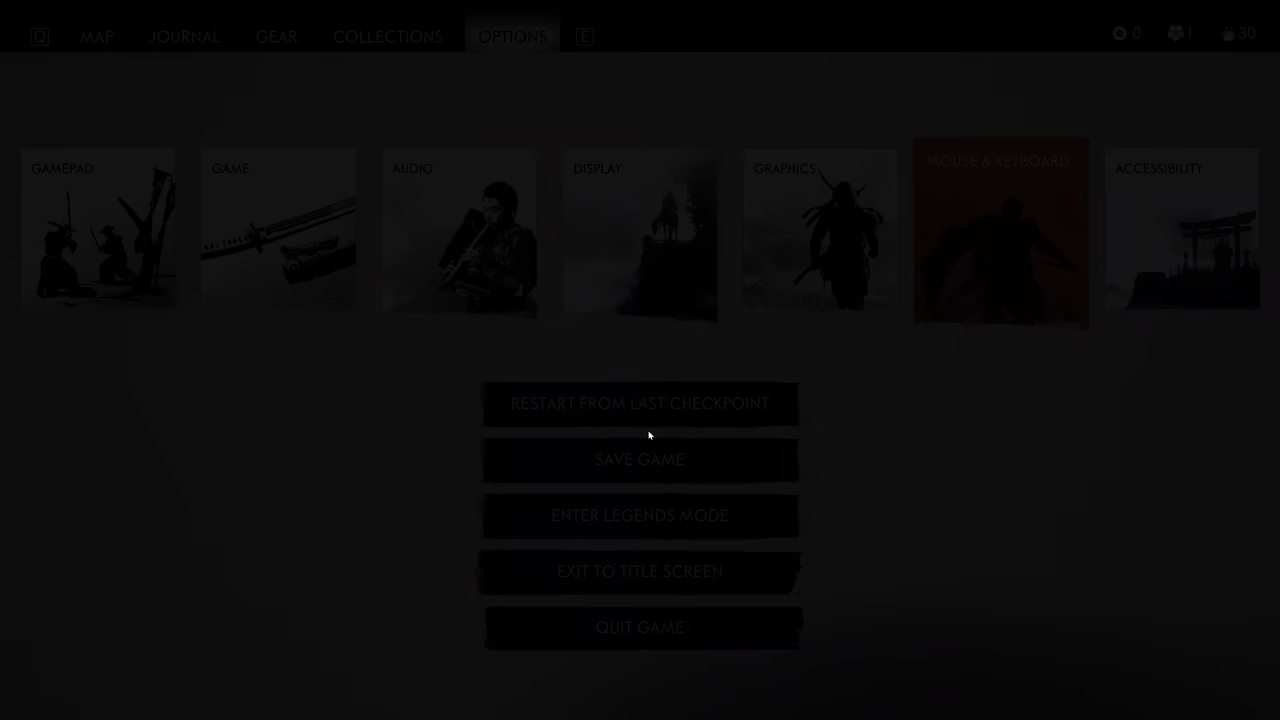 Q MAP JOURNAL GEAR COLLECTIONS OPTIONS E 0 1 30
GAMEPAD GAME AUDIO DISPLAY GRAPHICS MOUSE & KEYBOARD ACCESSIBILITY
RESTART FROM LAST CHECKPOINT
SAVE GAME
ENTER LEGENDS MODE
EXIT TO TITLE SCREEN
QUIT GAME